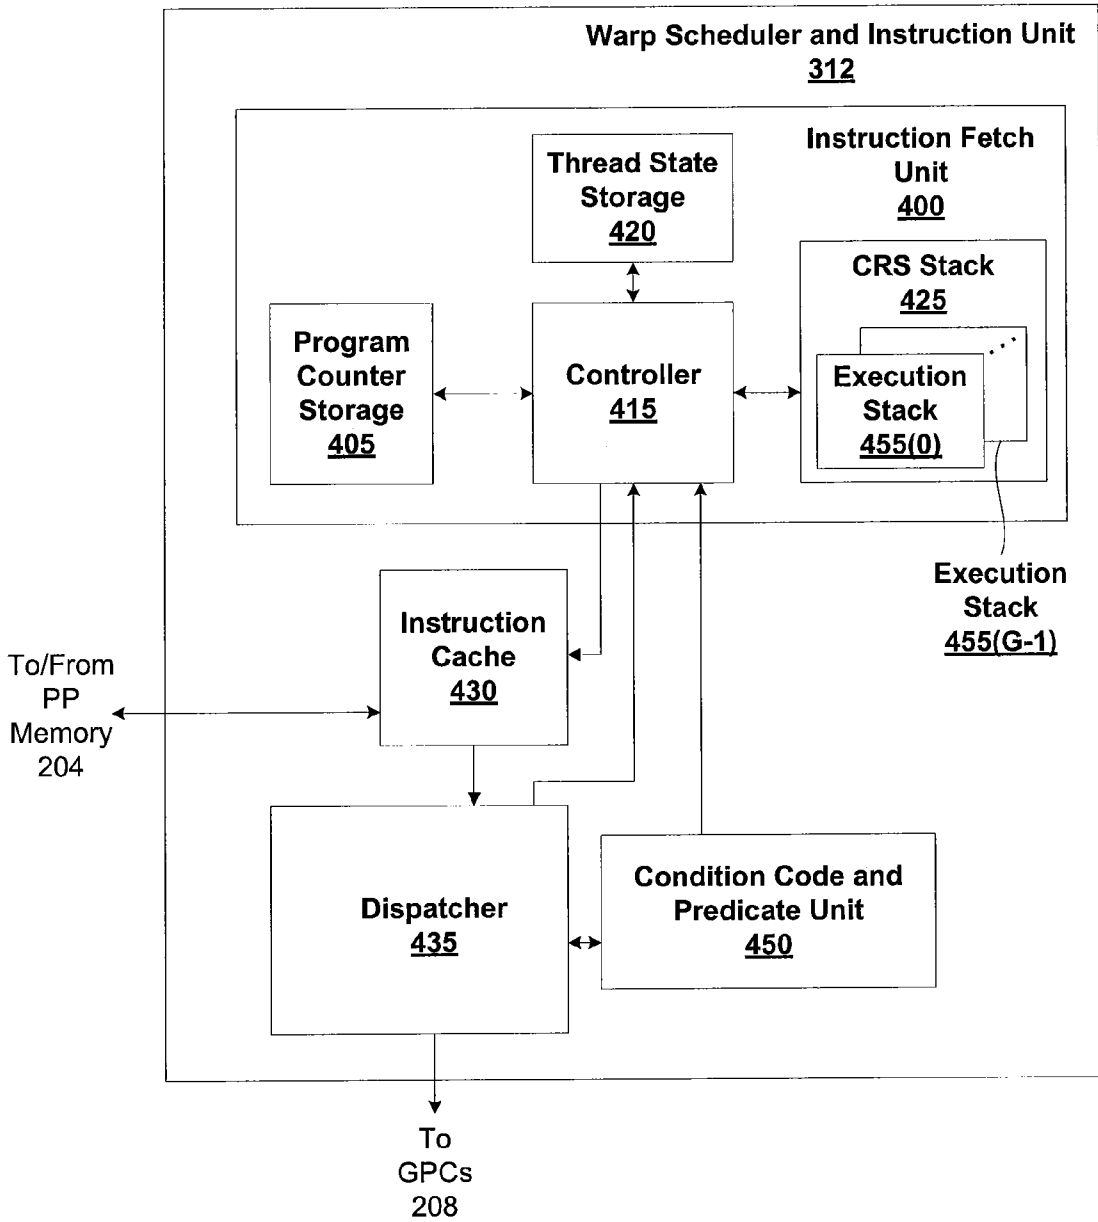 Warp Scheduler and Instruction Unit
312
Instruction Fetch
Unit
400
Thread State
Storage
420
CRS Stack
425
Program
Counter
Storage
405
Controller
415
Execution
Stack
455(0)
Execution
Stack
455(G-1)
Instruction
Cache
430
To/From
PP
Memory
204
Dispatcher
435
Condition Code and
Predicate Unit
450
To
GPCs
208